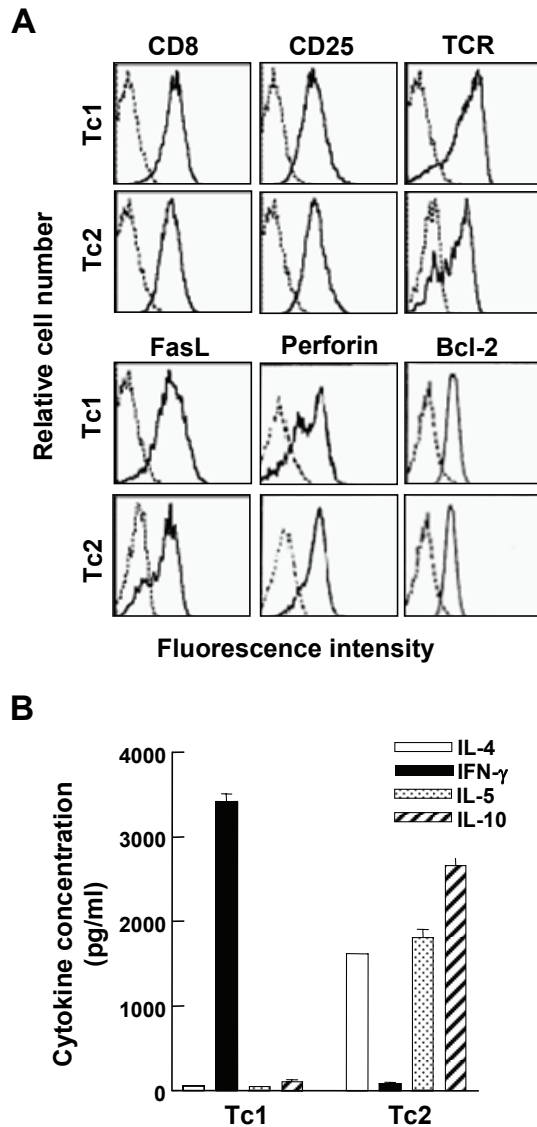 A
CD8 CD25 TCR
Tc1
Tc2
Relative cell number
FasL Perforin Bcl-2
Tc1
Tc2
Fluorescence intensity
B
IL-4
IFN-γ
IL-5
IL-10
Cytokine concentration
(pg/ml)
4000
3000
2000
1000
0
Tc1 Tc2